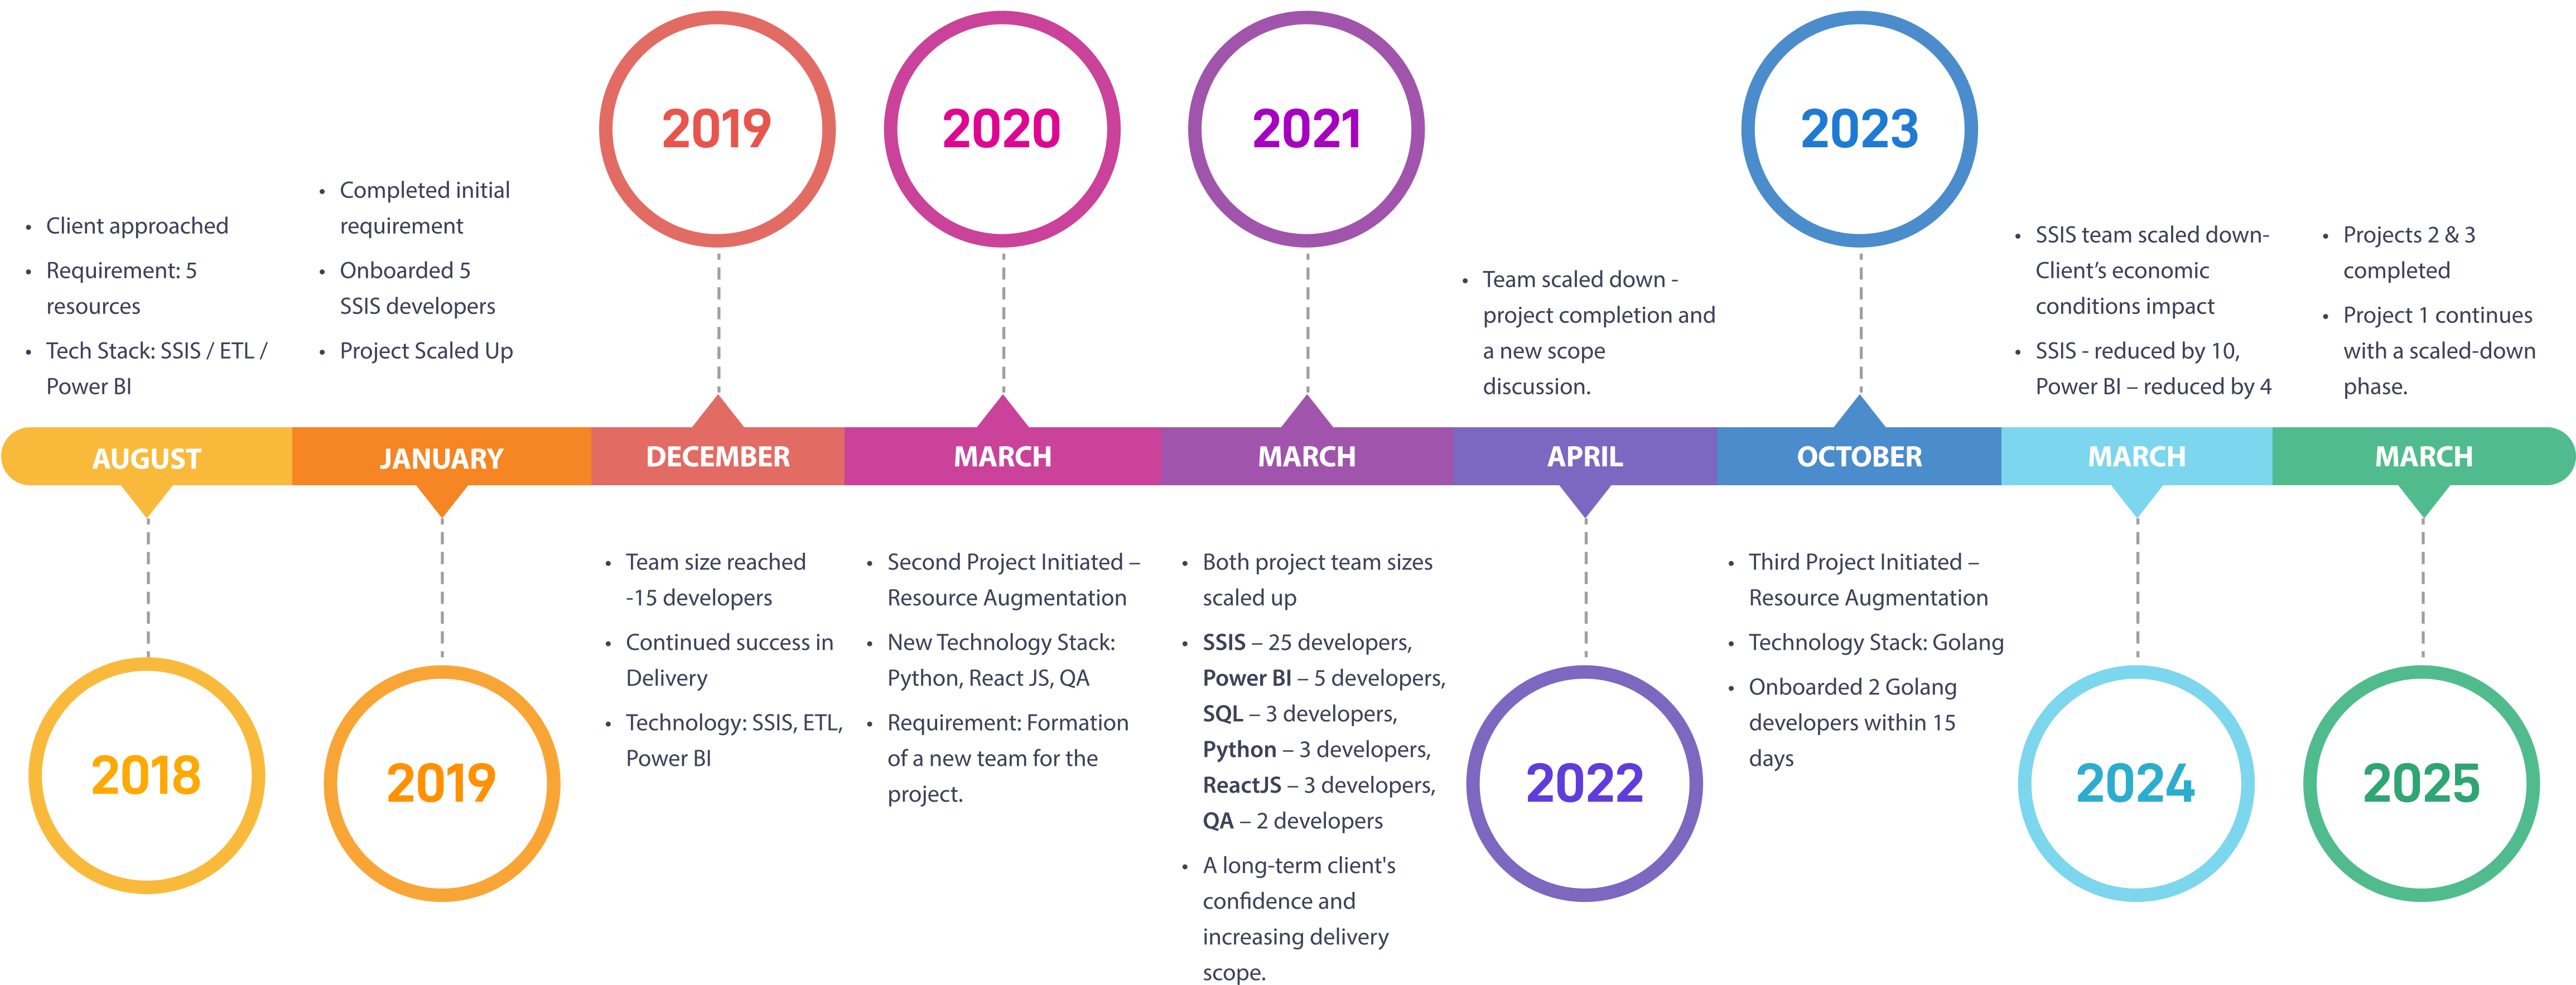 AUGUST
2018
• Client approached
• Requirement: 5
resources
• Tech Stack: SSIS / ETL /
Power BI
JANUARY
2019
• Completed initial
requirement
• Onboarded 5
SSIS developers
• Project Scaled Up
2019
DECEMBER
• Team size reached
-15 developers
• Continued success in
Delivery
• Technology: SSIS, ETL,
Power BI
2020
MARCH
• Second Project Initiated –
Resource Augmentation
• New Technology Stack:
Python, React JS, QA
• Requirement: Formation
of a new team for the
project.
2021
MARCH
• Both project team sizes
scaled up
• SSIS – 25 developers,
Power BI – 5 developers,
SQL – 3 developers,
Python – 3 developers,
ReactJS – 3 developers,
QA – 2 developers
• A long-term client's
confidence and
increasing delivery
scope.
• Team scaled down -
project completion and
a new scope
discussion.
APRIL
2022
2023
OCTOBER
• Third Project Initiated –
Resource Augmentation
• Technology Stack: Golang
• Onboarded 2 Golang
developers within 15
days
• SSIS team scaled down-
Client’s economic
conditions impact
• SSIS - reduced by 10,
Power BI – reduced by 4
MARCH
2024
• Projects 2 & 3
completed
• Project 1 continues
with a scaled-down
phase.
MARCH
2025